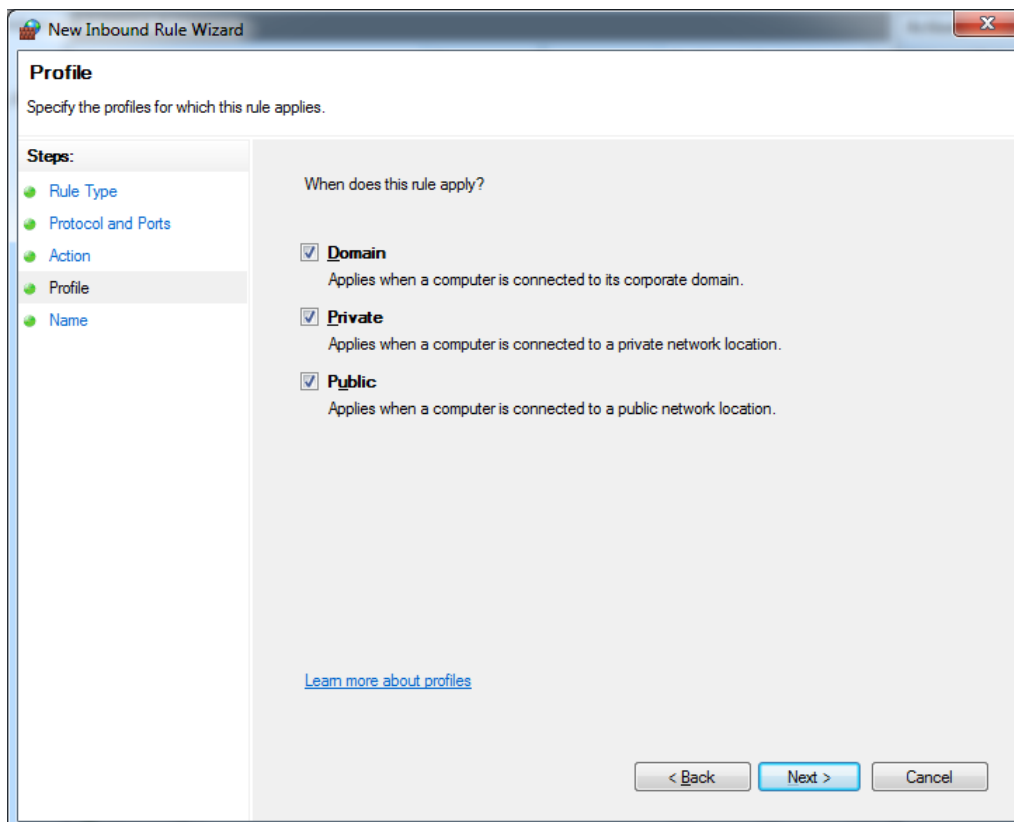 New Inbound Rule Wizard
Profile
Specify the profiles for which this rule applies.
Steps:
Rule Type
Protocol and Ports
Action
Profile
Name
When does this rule apply?
Domain
Applies when a computer is connected to its corporate domain.
Private
Applies when a computer is connected to a private network location.
Public
Applies when a computer is connected to a public network location.
Learn more about profiles
< Back Next > Cancel